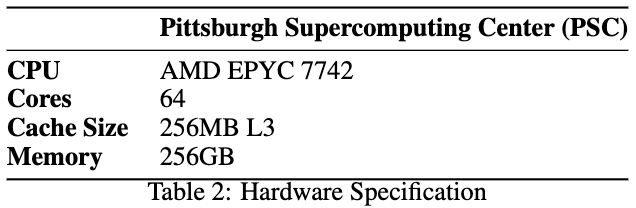 Pittsburgh Supercomputing Center (PSC)
CPU AMD EPYC 7742
Cores 64
Cache Size 256MB L3
Memory 256GB
Table 2: Hardware Specification